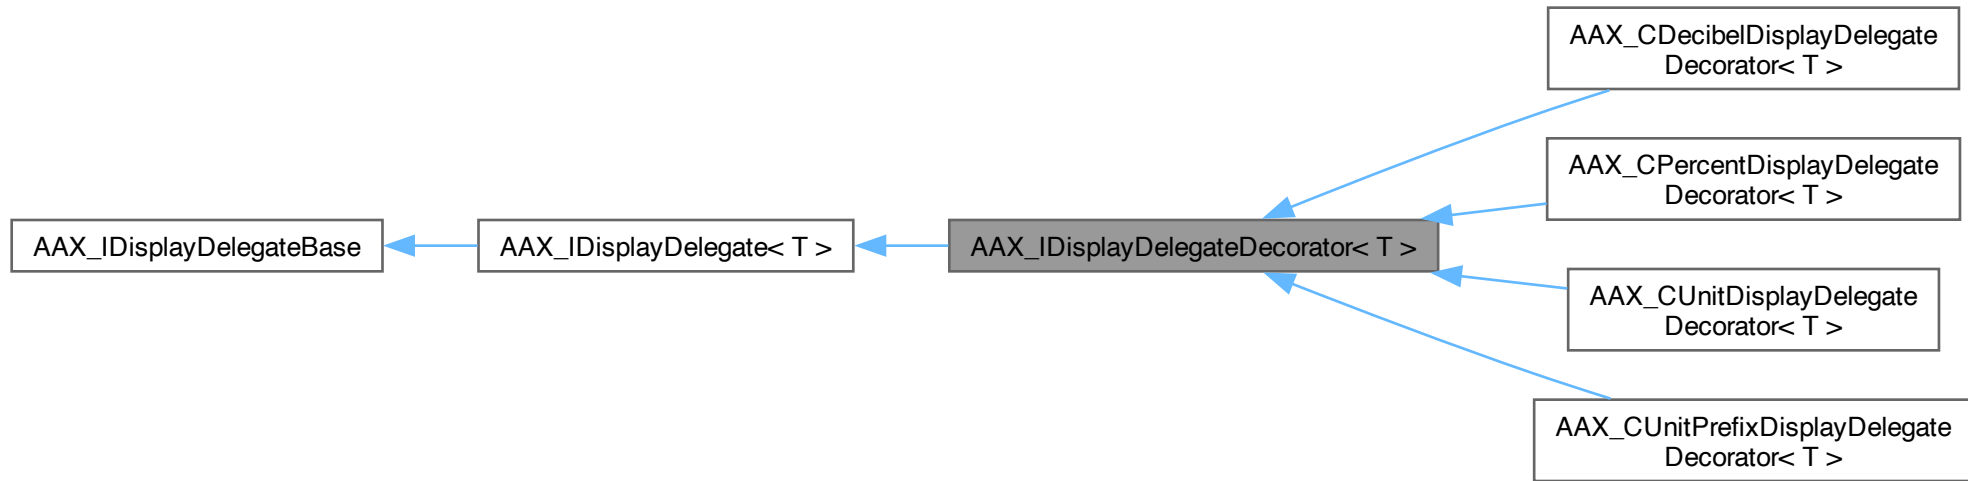 AAX_IDisplayDelegateBase
AAX_IDisplayDelegate< T >
AAX_IDisplayDelegateDecorator< T >
AAX_CDecibelDisplayDelegate
Decorator< T >
AAX_CPercentDisplayDelegate
Decorator< T >
AAX_CUnitDisplayDelegate
Decorator< T >
AAX_CUnitPrefixDisplayDelegate
Decorator< T >